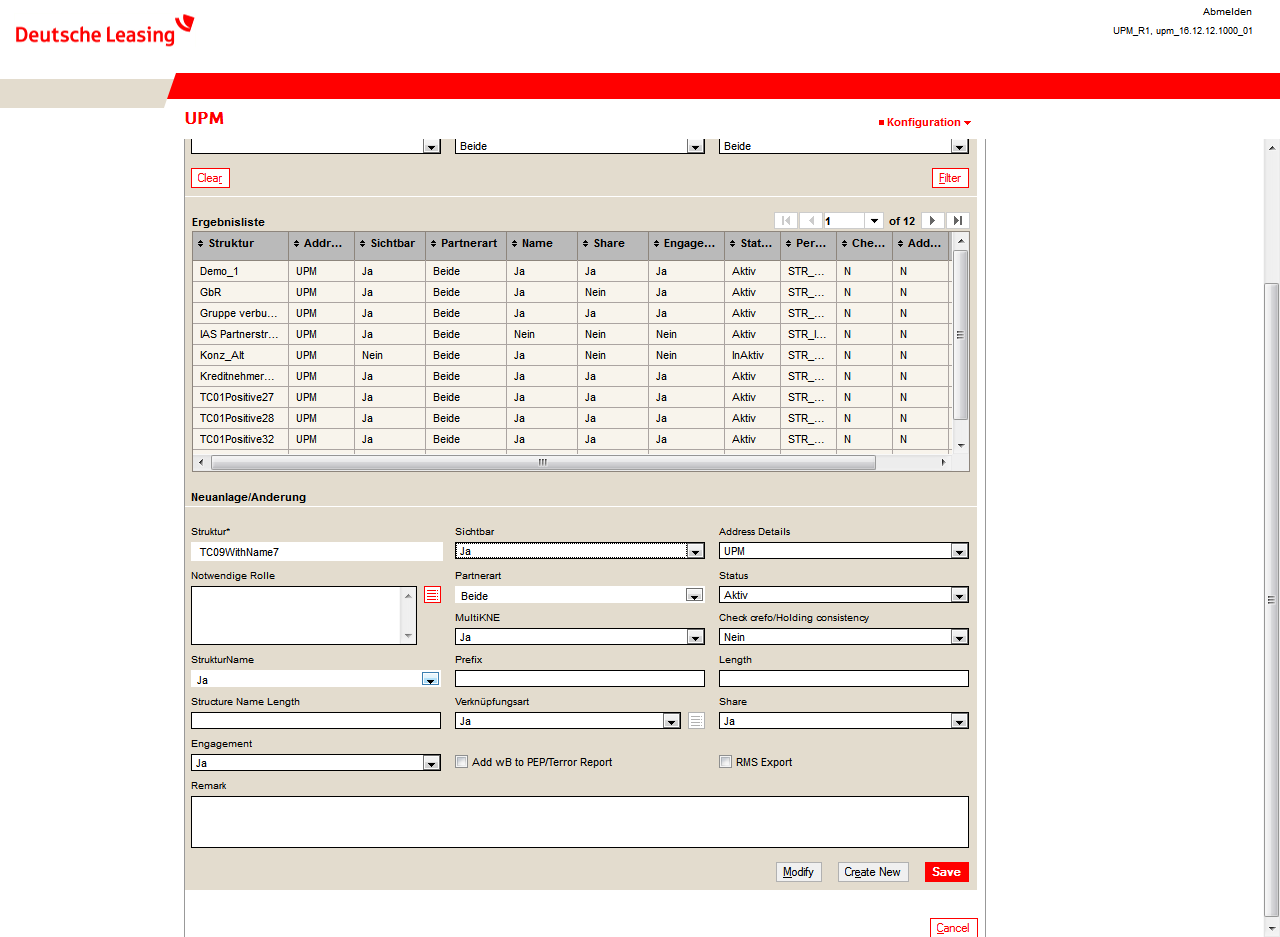 Abmelden
Deutsche Leasing
UPM_R1, upm_16.12.12.1000_01
UPM
Konfiguration
Beide Beide
Clear Filter
Ergebnisliste 1 of 12
Struktur Addr... Sichtbar Partnerart Name Share Engage... Stat... Per... Che... Add...
Demo_1 UPM Ja Beide Ja Ja Ja Aktiv STR_... N N
GbR UPM Ja Beide Ja Nein Ja Aktiv STR_... N N
Gruppe verbu... UPM Ja Beide Ja Ja Ja Aktiv STR_... N N
IAS Partnerstr... UPM Ja Beide Nein Nein Nein Aktiv STR_I... N N
Konz_Alt UPM Nein Beide Ja Nein Nein InAktiv STR_... N N
Kreditnehmer... UPM Ja Beide Ja Ja Ja Aktiv STR_... N N
TC01Positive27 UPM Ja Beide Ja Ja Ja Aktiv STR_... N N
TC01Positive28 UPM Ja Beide Ja Ja Ja Aktiv STR_... N N
TC01Positive32 UPM Ja Beide Ja Ja Ja Aktiv STR_... N N
Neuanlage/Anderung
Struktur* Sichtbar Address Details
TC09WithName7 Ja UPM
Notwendige Rolle Partnerart Status
Beide Aktiv
MultiKNE Check crefo/Holding consistency
Ja Nein
StrukturName Prefix Length
Ja
Structure Name Length Verknüpfungsart Share
Ja Ja
Engagement
Ja Add wB to PEP/Terror Report RMS Export
Remark
Modify Create New Save
Cancel